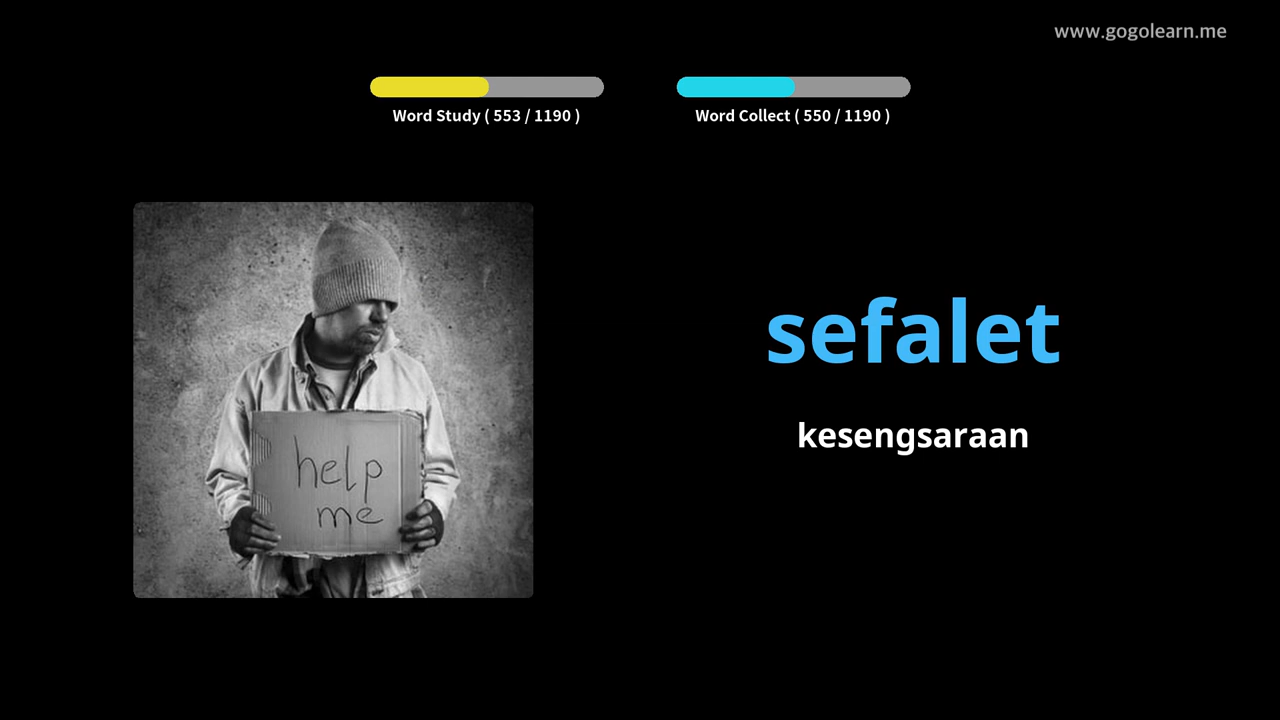 www.gogolearn.me
Word Study ( 553 / 1190 )
Word Collect ( 550 / 1190 )
help
me
sefalet
kesengsaraan